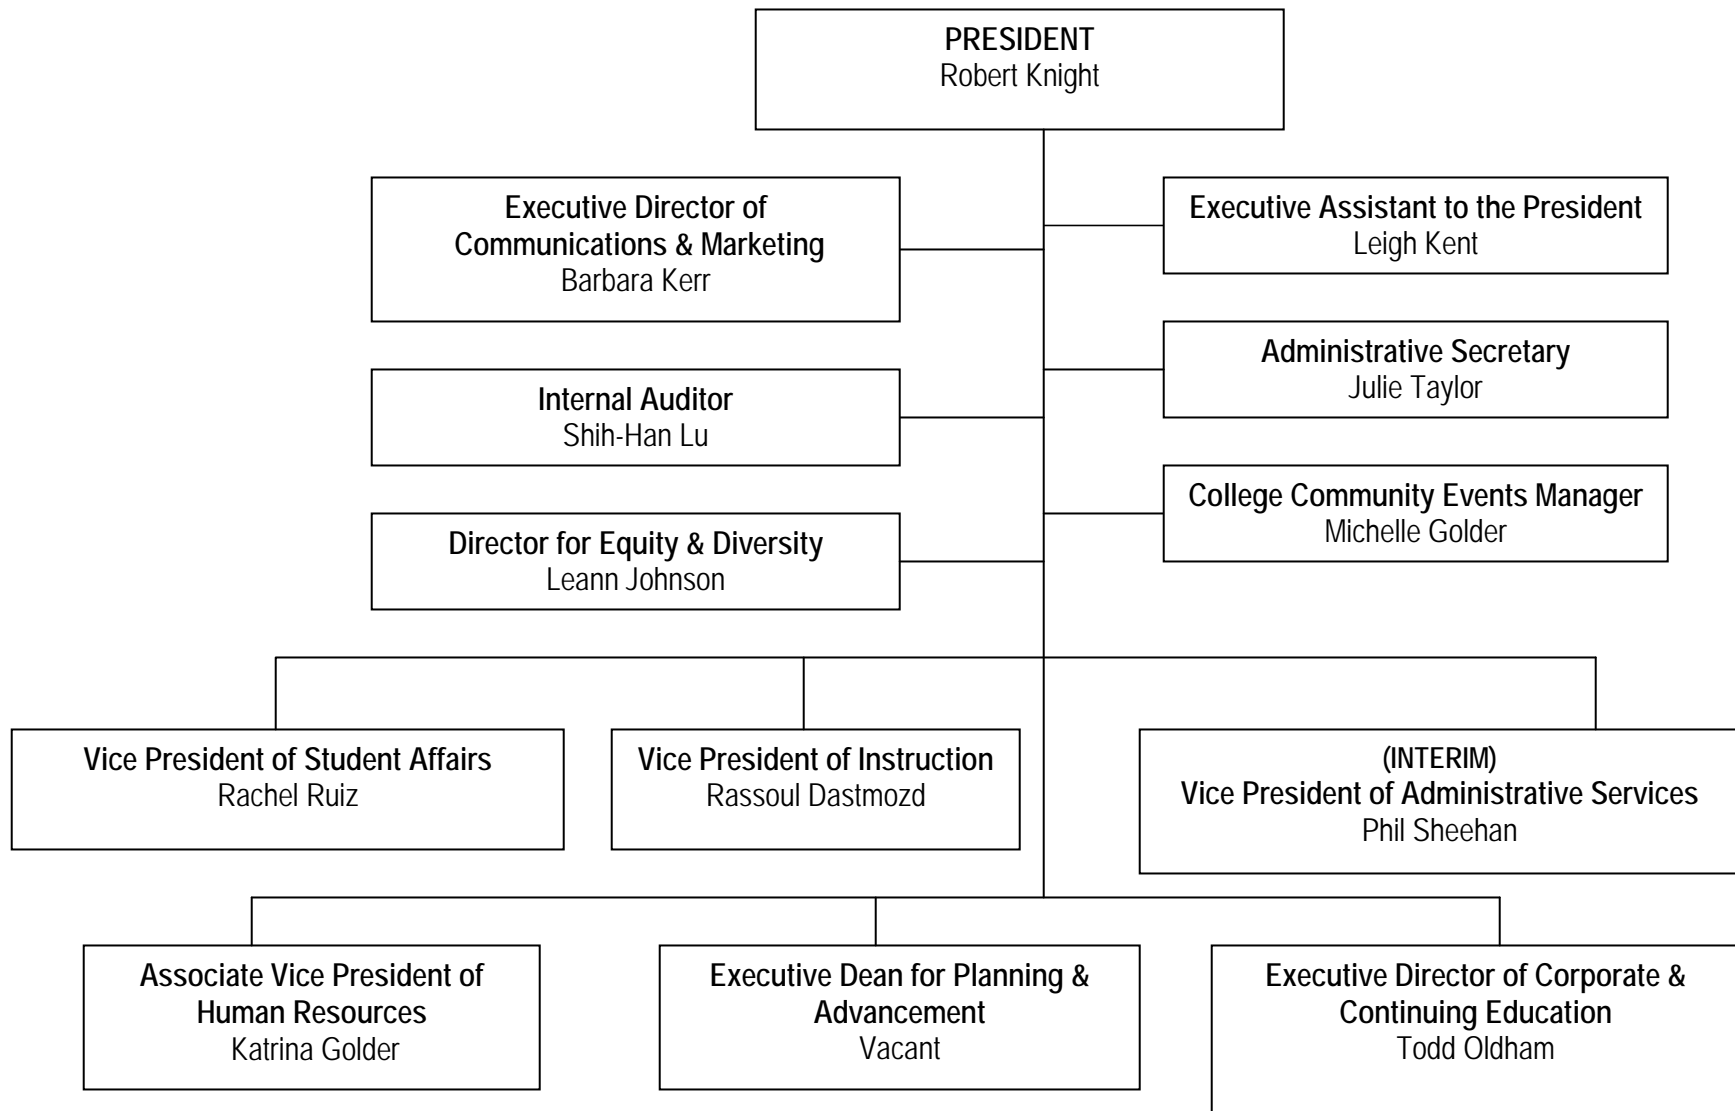 PRESIDENT
Robert Knight
Executive Director of
Communications & Marketing
Barbara Kerr
Executive Assistant to the President
Leigh Kent
Internal Auditor
Shih-Han Lu
Administrative Secretary
Julie Taylor
Director for Equity & Diversity
Leann Johnson
College Community Events Manager
Michelle Golder
Vice President of Student Affairs
Rachel Ruiz
Vice President of Instruction
Rassoul Dastmozd
(INTERIM)
Vice President of Administrative Services
Phil Sheehan
Associate Vice President of
Human Resources
Katrina Golder
Executive Dean for Planning &
Advancement
Vacant
Executive Director of Corporate &
Continuing Education
Todd Oldham